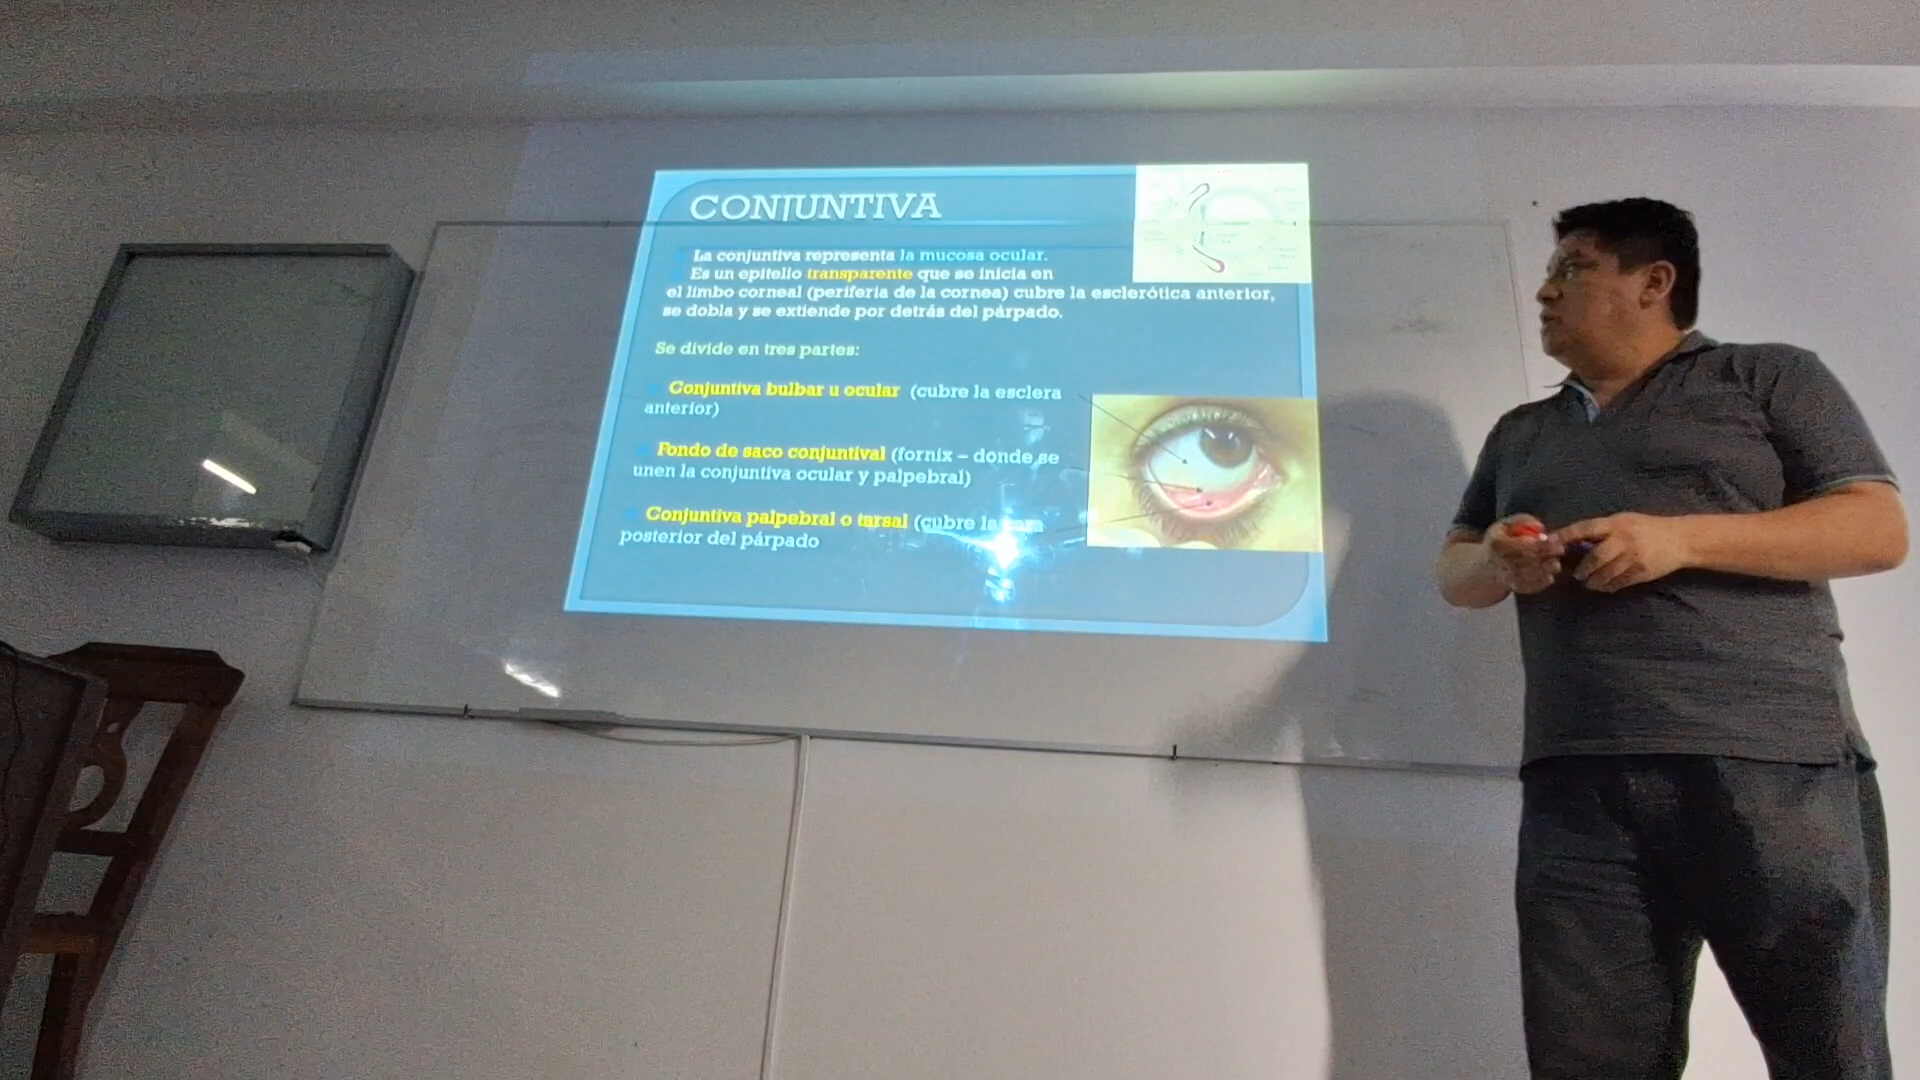 CONJUNTIVA
La conjuntiva representa la mucosa ocular.
Es un epitelio transparente que se inicia en
el limbo corneal (periferia de la cornea) cubre la esclerótica anterior,
se dobla y se extiende por detrás del párpado.
Se divide en tres partes:
Conjuntiva bulbar u ocular (cubre la esclera
anterior)
Fondo de saco conjuntival (fornix – donde se
unen la conjuntiva ocular y palpebral)
Conjuntiva palpebral o tarsal (cubre la cara
posterior del párpado